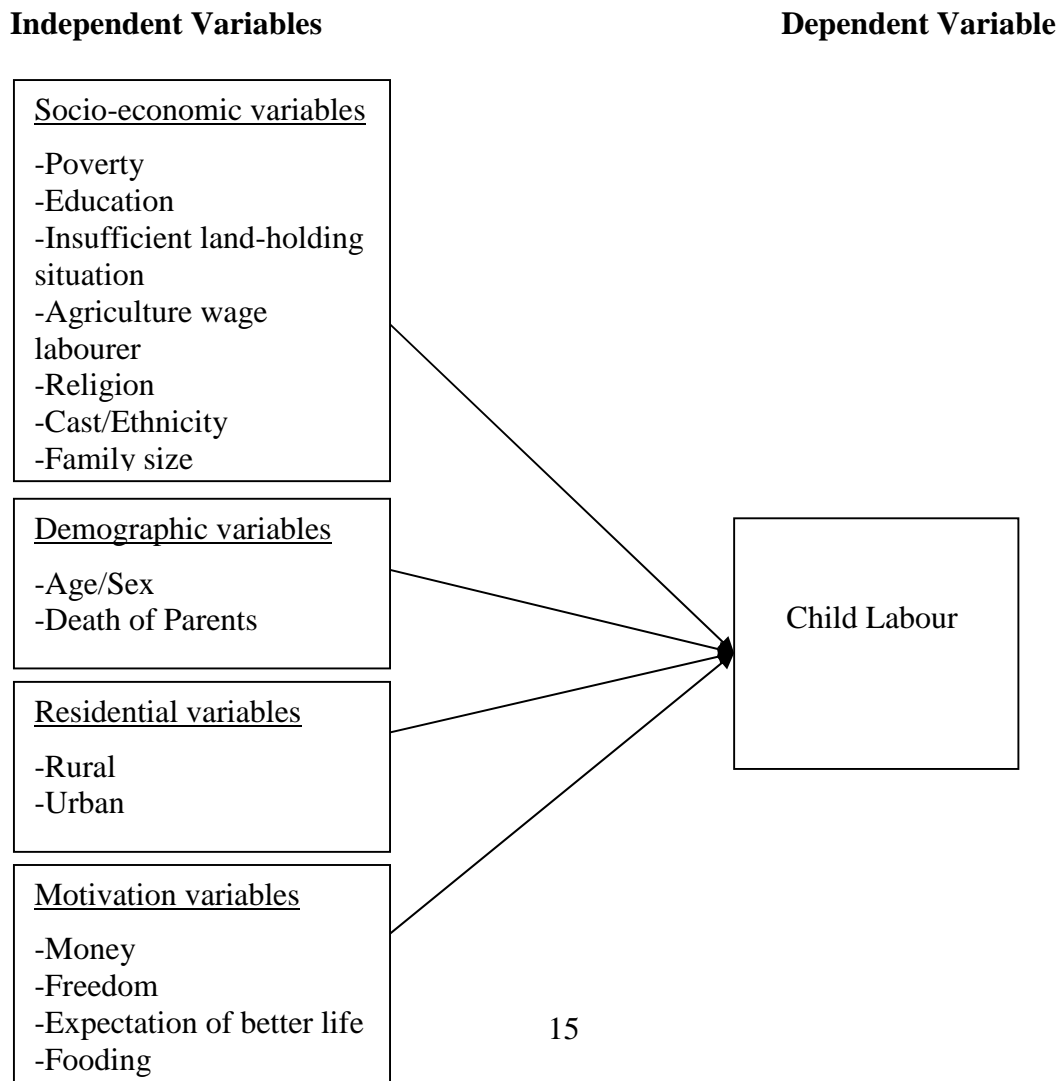 Independent Variables
Dependent Variable
Socio-economic variables
-Poverty
-Education
-Insufficient land-holding
situation
-Agriculture wage
labourer
-Religion
-Cast/Ethnicity
-Family size
Demographic variables
-Age/Sex
-Death of Parents
Residential variables
-Rural
-Urban
Motivation variables
-Money
-Freedom
-Expectation of better life
-Fooding
Child Labour
15